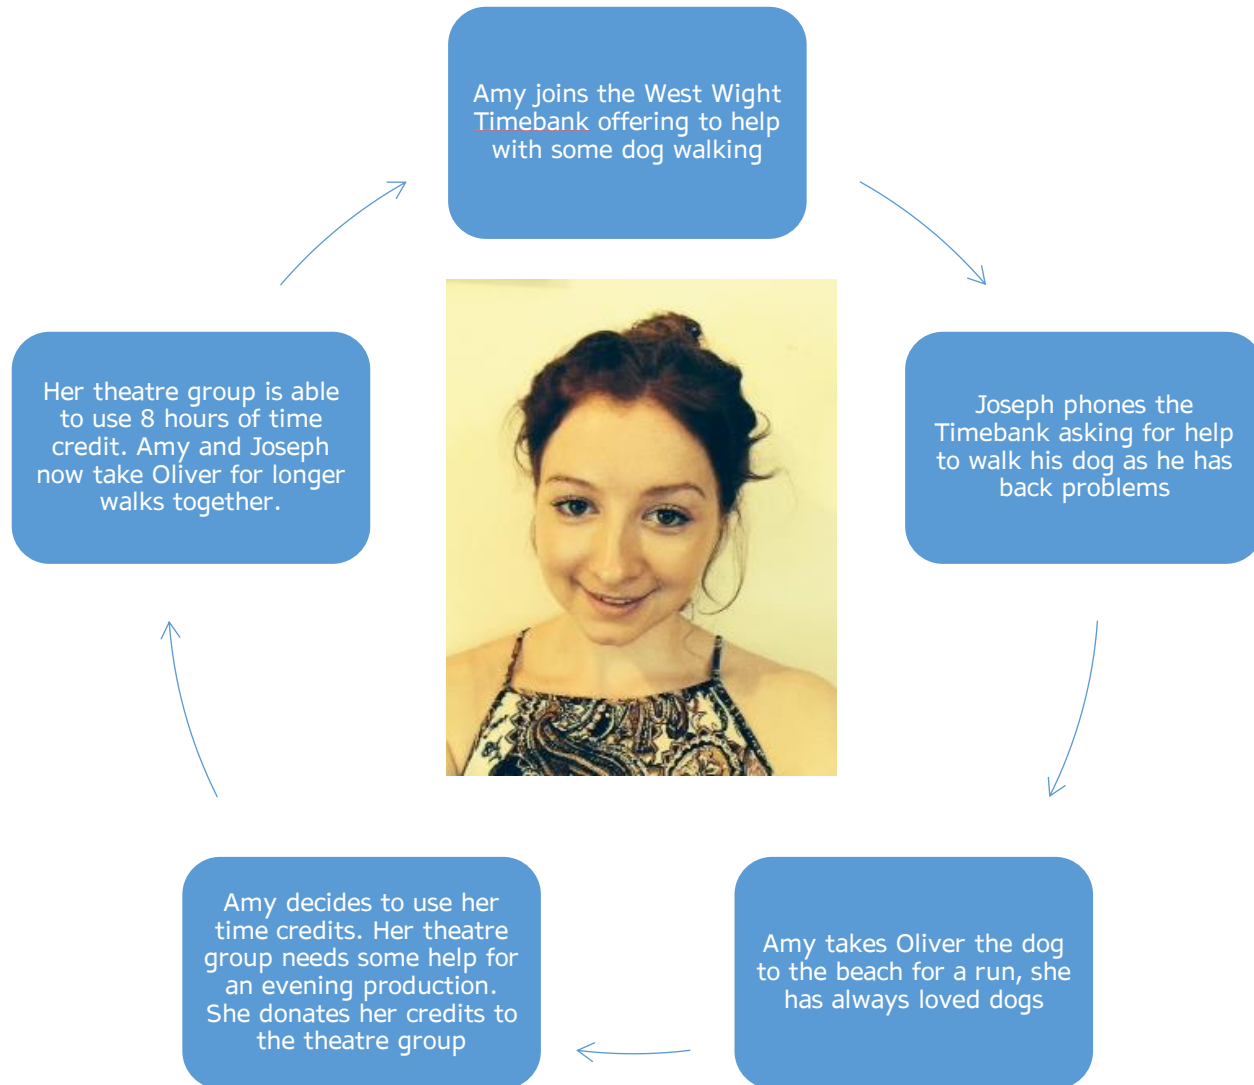 Amy joins the West Wight
Timebank offering to help
with some dog walking
Joseph phones the
Timebank asking for help
to walk his dog as he has
back problems
Amy takes Oliver the dog
to the beach for a run, she
has always loved dogs
Amy decides to use her
time credits. Her theatre
group needs some help for
an evening production.
She donates her credits to
the theatre group
Her theatre group is able
to use 8 hours of time
credit. Amy and Joseph
now take Oliver for longer
walks together.